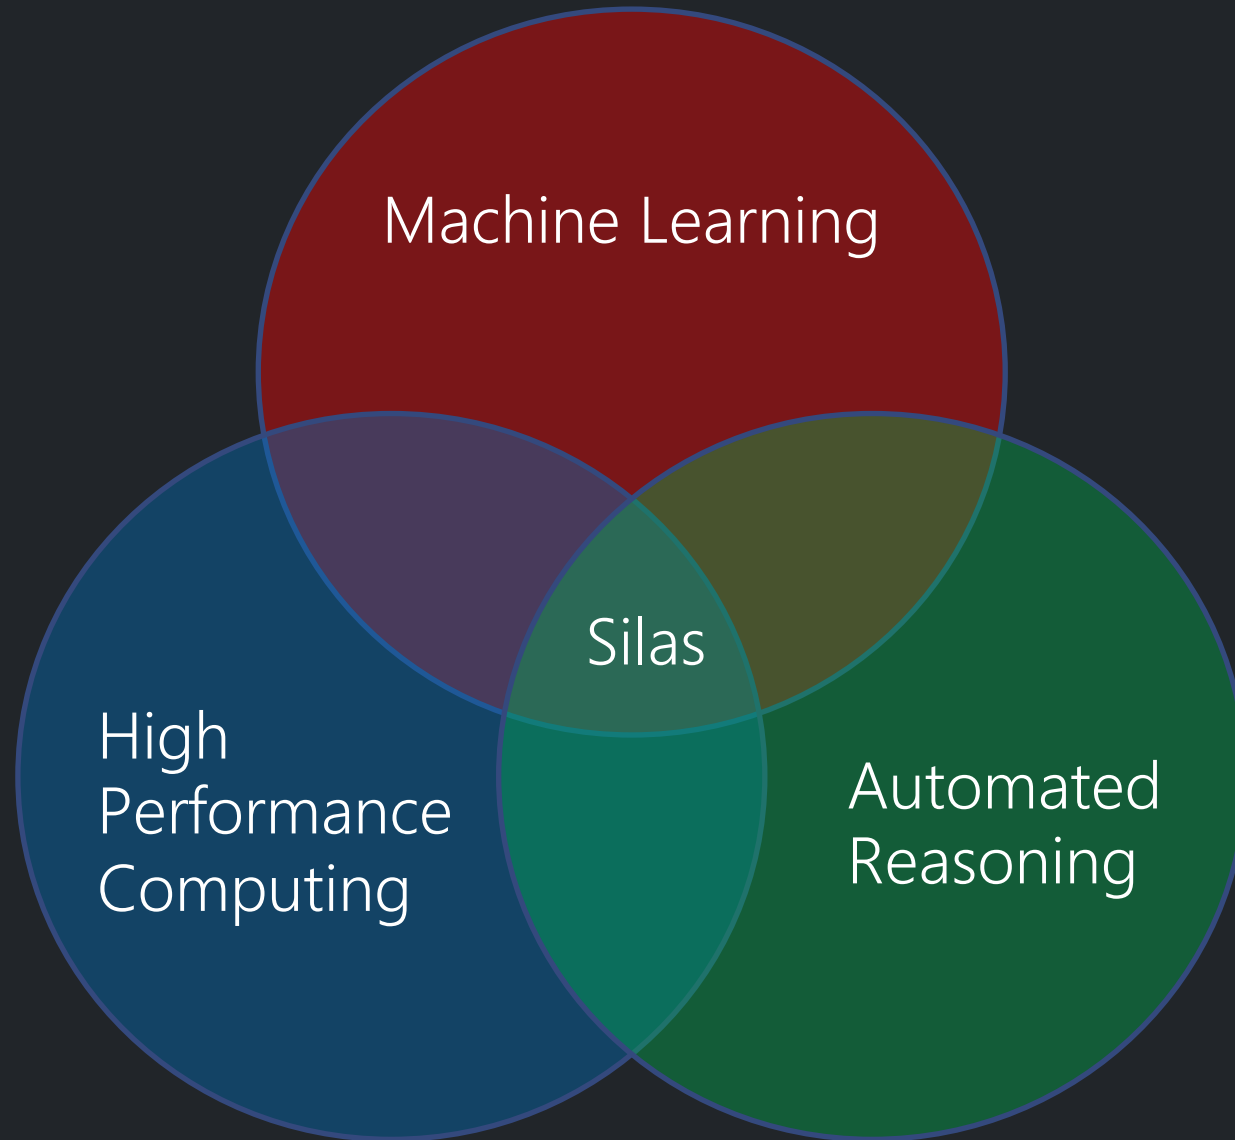 Machine Learning
Silas
High
Performance
Computing
Automated
Reasoning